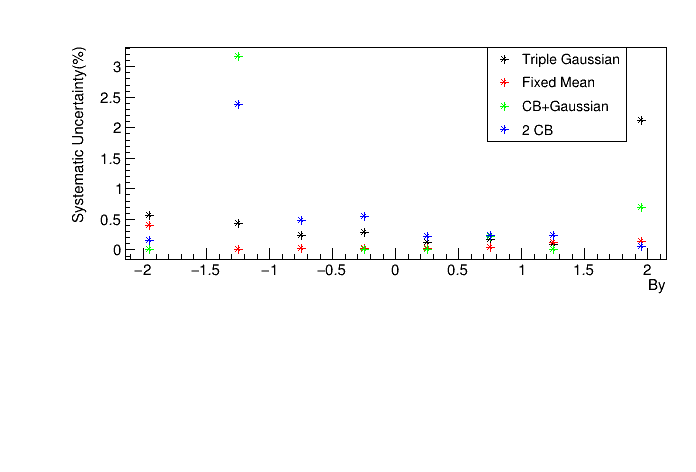 Systematic Uncertainty(%)
3
2.5
2
1.5
1
0.5
0
Triple Gaussian
Fixed Mean
CB+Gaussian
2 CB
−2 −1.5 −1 −0.5 0 0.5 1 1.5 2
By